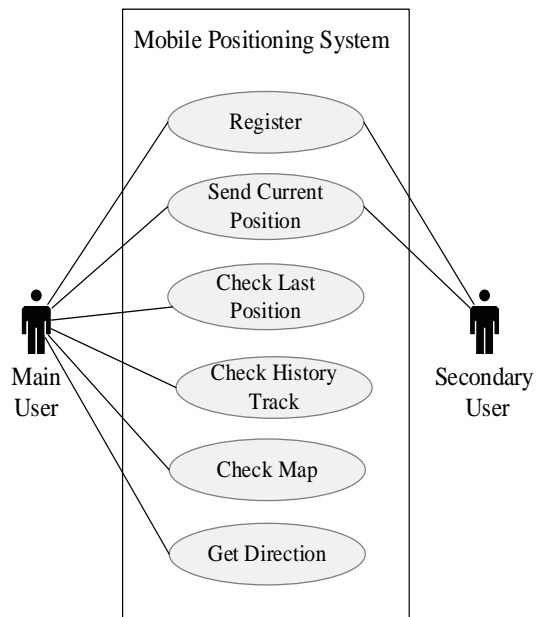 Mobile Positioning System
Register
Send Current
Position
Check Last
Position
Check History
Track
Check Map
Get Direction
Main
User
Secondary
User